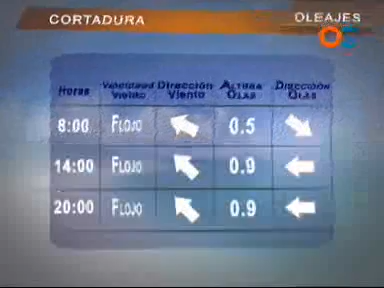 CORTADURA
OLEAJES
OC
Horas Velocidad Viento Dirección Viento Altura Olas Dirección Olas
8:00 Flojo 0.5
14:00 Flojo 0.9
20:00 Flojo 0.9